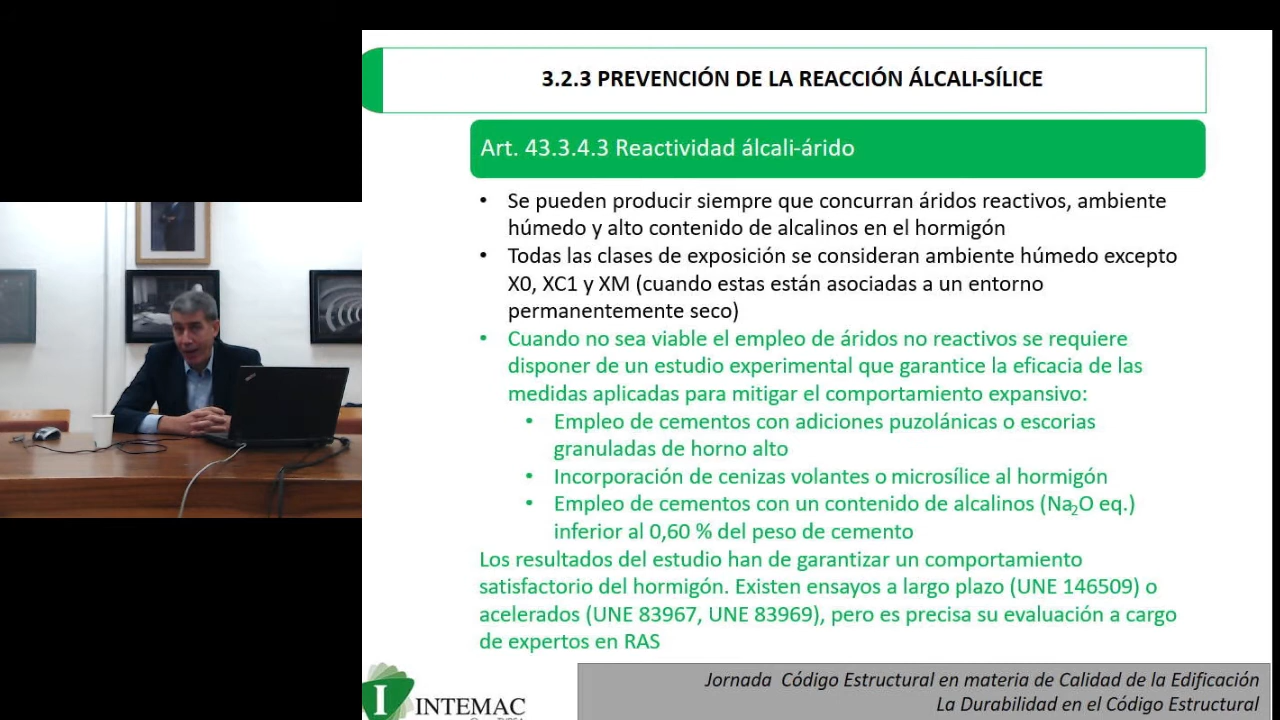 3.2.3 PREVENCIÓN DE LA REACCIÓN ÁLCALI-SÍLICE
Art. 43.3.4.3 Reactividad álcali-árido
• Se pueden producir siempre que concurran áridos reactivos, ambiente
húmedo y alto contenido de alcalinos en el hormigón
• Todas las clases de exposición se consideran ambiente húmedo excepto
X0, XC1 y XM (cuando estas están asociadas a un entorno
permanentemente seco)
• Cuando no sea viable el empleo de áridos no reactivos se requiere
disponer de un estudio experimental que garantice la eficacia de las
medidas aplicadas para mitigar el comportamiento expansivo:
• Empleo de cementos con adiciones puzolánicas o escorias
granuladas de horno alto
• Incorporación de cenizas volantes o microsílice al hormigón
• Empleo de cementos con un contenido de alcalinos (Na₂O eq.)
inferior al 0,60 % del peso de cemento
Los resultados del estudio han de garantizar un comportamiento
satisfactorio del hormigón. Existen ensayos a largo plazo (UNE 146509) o
acelerados (UNE 83967, UNE 83969), pero es precisa su evaluación a cargo
de expertos en RAS
I INTEMAC
Jornada Código Estructural en materia de Calidad de la Edificación
La Durabilidad en el Código Estructural